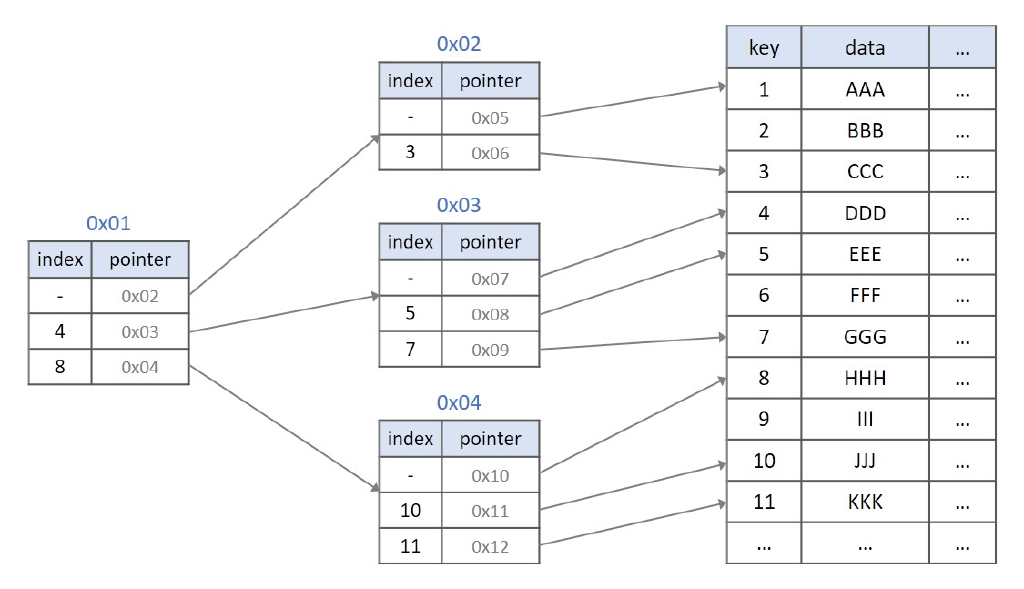 0x01
index pointer
- 0x02
4 0x03
8 0x04
0x02
index pointer
- 0x05
3 0x06
0x03
index pointer
- 0x07
5 0x08
7 0x09
0x04
index pointer
- 0x10
10 0x11
11 0x12
key data ...
1 AAA ...
2 BBB ...
3 CCC ...
4 DDD ...
5 EEE ...
6 FFF ...
7 GGG ...
8 HHH ...
9 III ...
10 JJJ ...
11 KKK ...
... ... ...